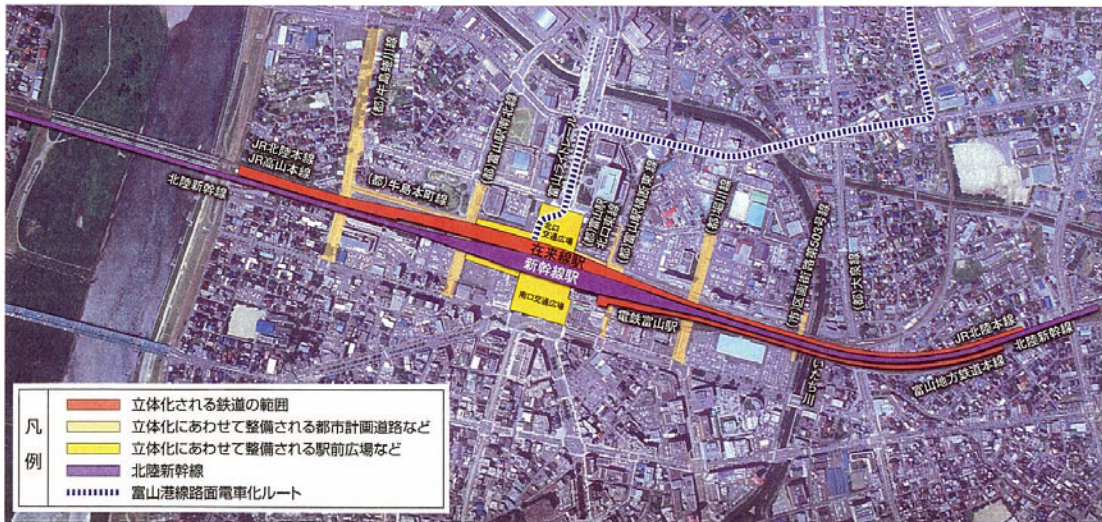 (都)牛島蜷川線
(都)富山駅南北線
富山ライトレール
(都)富山駅
北口東線
(都)富山駅横断東線
(都)堀川線
(市)区画街路第503号線
(都)大泉線
JR北陸本線
JR高山本線
北陸新幹線
(都)牛島本町線
北口
交通広場
在来線駅
新幹線駅
南口交通広場
電鉄富山駅
いたち川
JR北陸本線
北陸新幹線
富山地方鉄道本線
凡例
立体化される鉄道の範囲
立体化にあわせて整備される都市計画道路など
立体化にあわせて整備される駅前広場など
北陸新幹線
富山港線路面電車化ルート